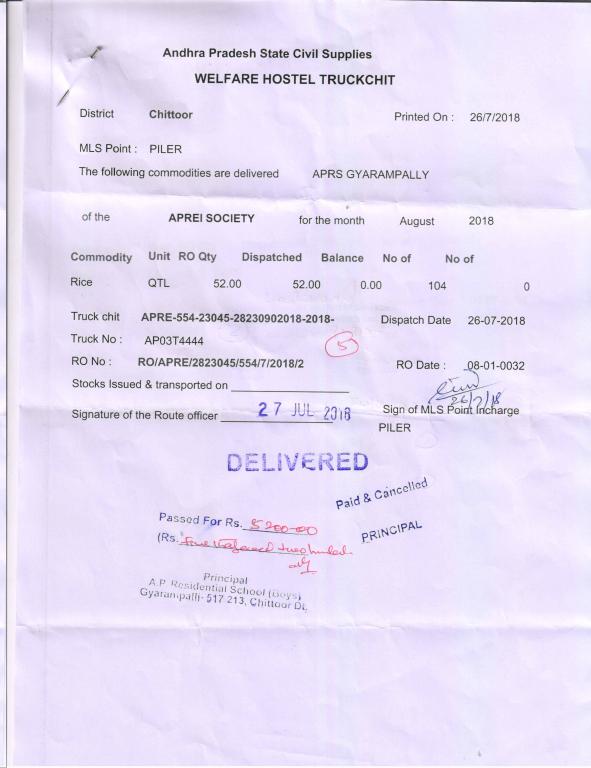 Andhra Pradesh State Civil Supplies
WELFARE HOSTEL TRUCKCHIT
District Chittoor Printed On : 26/7/2018
MLS Point : PILER
The following commodities are delivered APRS GYARAMPALLY
of the APREI SOCIETY for the month August 2018
Commodity Unit RO Qty Dispatched Balance No of No of
Rice QTL 52.00 52.00 0.00 104 0
Truck chit APRE-554-23045-28230902018-2018- Dispatch Date 26-07-2018
Truck No : AP03T4444
5
RO No : RO/APRE/2823045/554/7/2018/2 RO Date : 08-01-0032
Stocks Issued & transported on
26/7/18
Signature of the Route officer 27 JUL 2018 Sign of MLS Point Incharge
PILER
DELIVERED
Paid & Cancelled
PRINCIPAL
Passed For Rs. 5200-00
(Rs. five thousand two hundred
Principal
A.P. Residential School (Boys)
Gyarampalli- 517 213, Chittoor Dt.